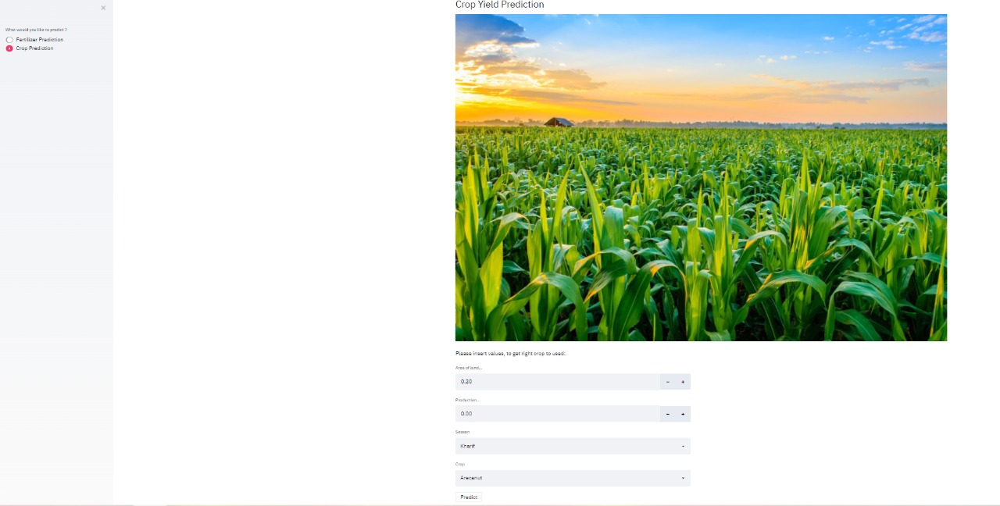 ×
What would you like to predict ?
Fertilizer Prediction
Crop Prediction
Crop Yield Prediction
Please insert values, to get right crop to used:
Area of land...
0.20
- +
Production...
0.00
- +
Season
Kharif
Crop
Arecanut
Predict